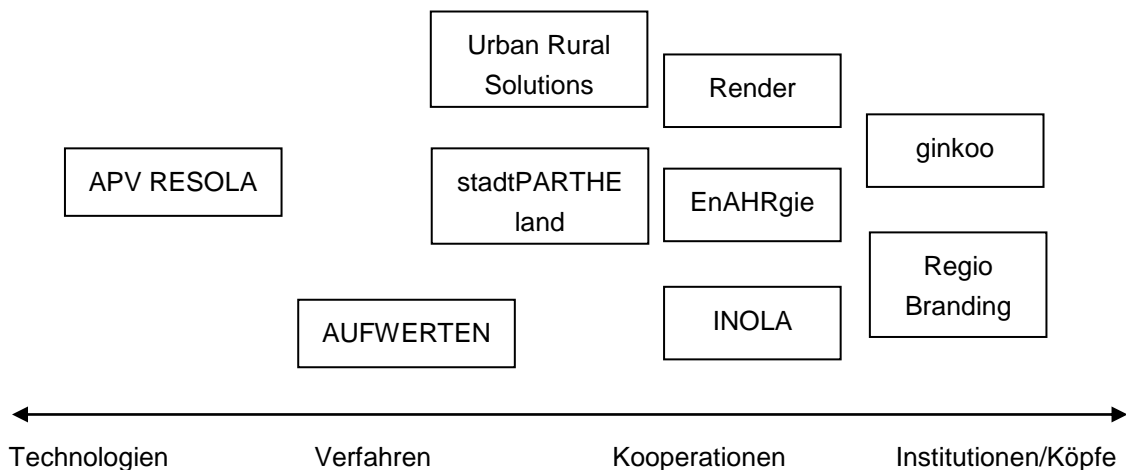 Urban Rural
Solutions
Render
ginkoo
APV RESOLA
stadtPARTHE
land
EnAHRgie
Regio
Branding
AUFWERTEN
INOLA
Technologien
Verfahren
Kooperationen
Institutionen/Köpfe